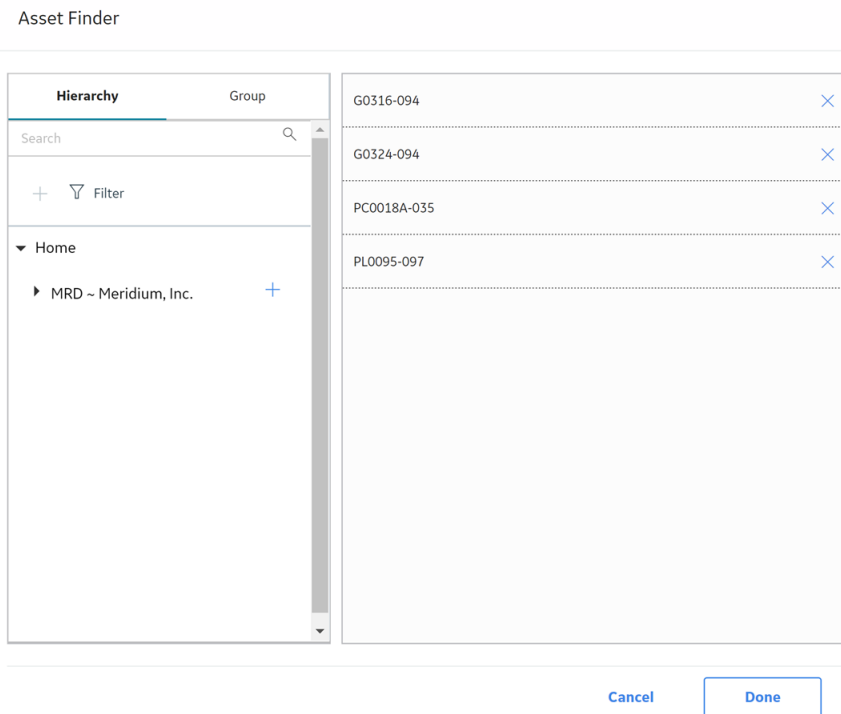 Asset Finder
Hierarchy
Group
Search
Filter
Home
MRD ~ Meridium, Inc.
G0316-094
G0324-094
PC0018A-035
PL0095-097
Cancel
Done